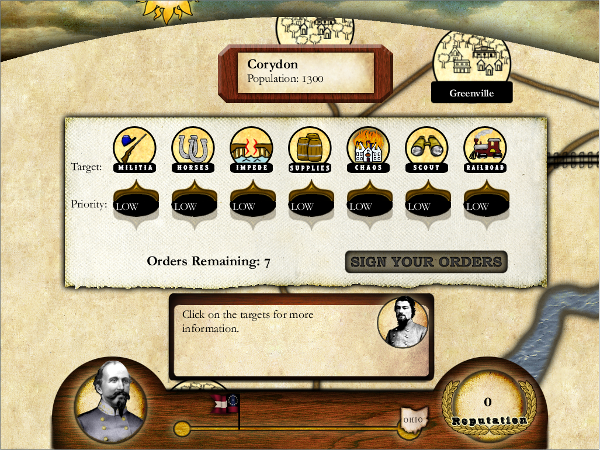 Corydon
Population: 1300
Greenville
Target:
MILITIA
HORSES
IMPEDE
SUPPLIES
CHAOS
SCOUT
RAILROAD
Priority:
LOW
LOW
LOW
LOW
LOW
LOW
LOW
Orders Remaining: 7
SIGN YOUR ORDERS
Click on the targets for more
information.
OHIO
0
Reputation